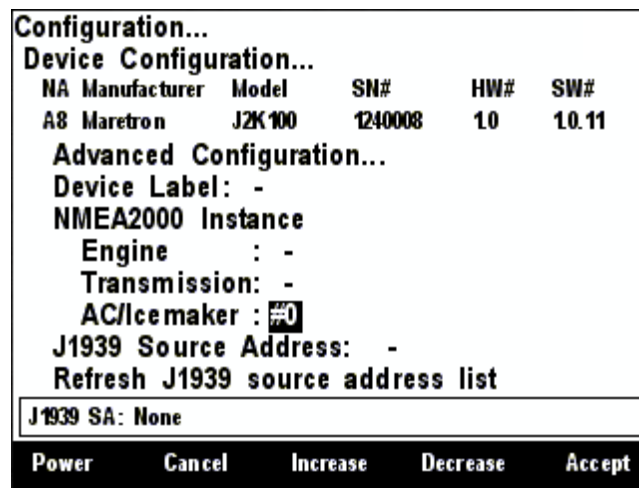 Configuration...
Device Configuration...
NA Manufacturer Model SN# HW# SW#
A8 Maretron J2K100 1240008 1.0 1.0.11
Advanced Configuration...
Device Label: -
NMEA2000 Instance
Engine : -
Transmission: -
AC/Icemaker : #0
J1939 Source Address: -
Refresh J1939 source address list
J1939 SA: None
Power Cancel Increase Decrease Accept